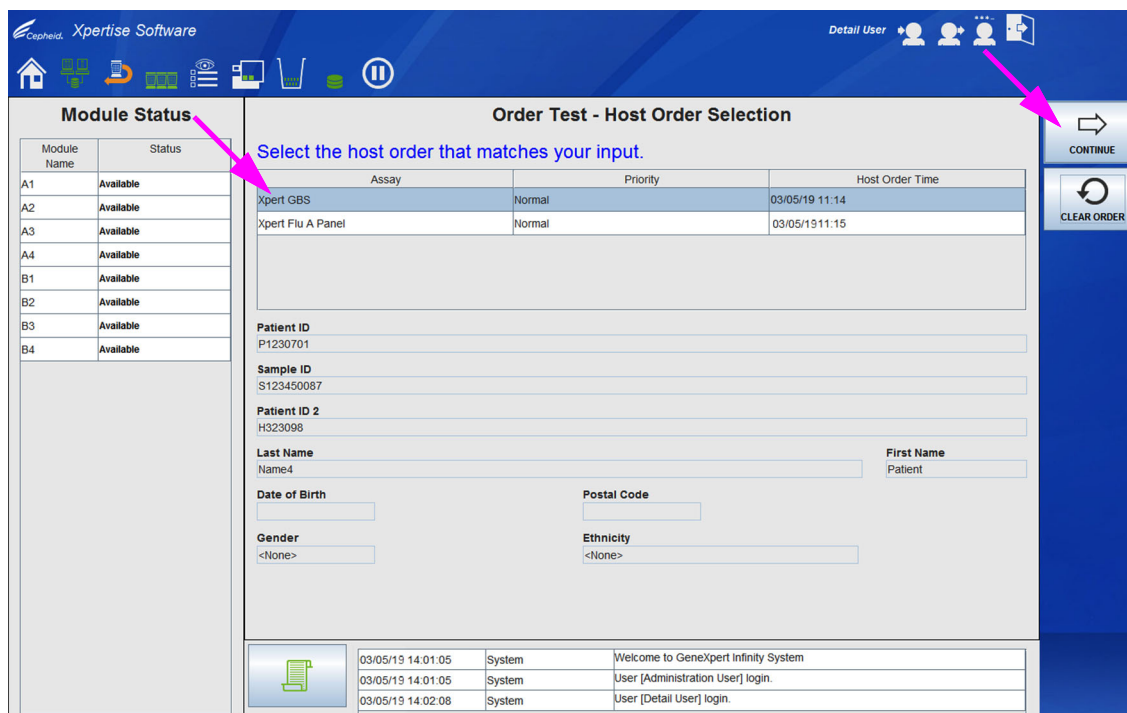 Cepheid. Xpertise Software
Detail User
Module Status
Module Name Status
A1 Available
A2 Available
A3 Available
A4 Available
B1 Available
B2 Available
B3 Available
B4 Available
Order Test - Host Order Selection
Select the host order that matches your input.
Assay Priority Host Order Time
Xpert GBS Normal 03/05/19 11:14
Xpert Flu A Panel Normal 03/05/1911:15
Patient ID
P1230701
Sample ID
S123450087
Patient ID 2
H323098
Last Name First Name
Name4 Patient
Date of Birth Postal Code
Gender Ethnicity
<None> <None>
CONTINUE
CLEAR ORDER
03/05/19 14:01:05 System Welcome to GeneXpert Infinity System
03/05/19 14:01:05 System User [Administration User] login.
03/05/19 14:02:08 System User [Detail User] login.